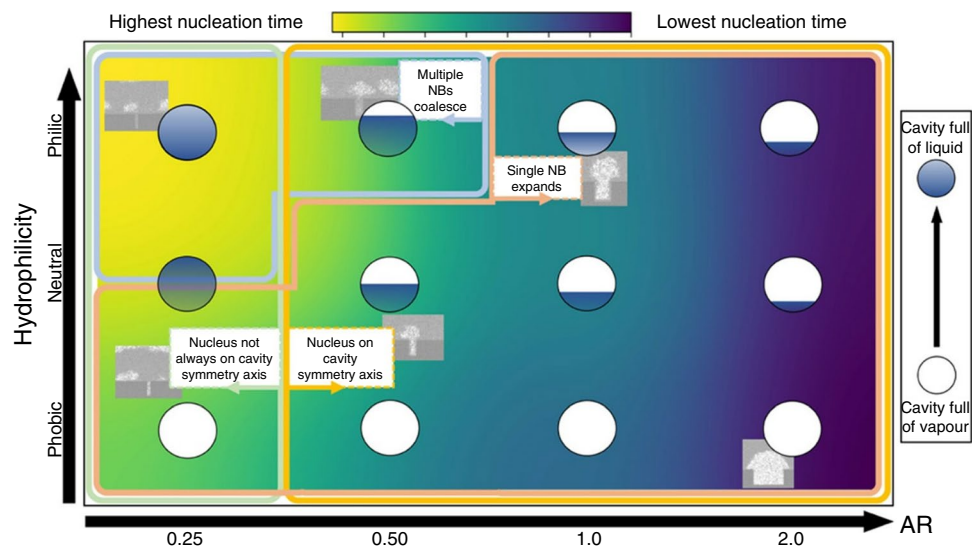 Highest nucleation time
Lowest nucleation time
Hydrophilicity
Philic
Neutral
Phobic
Multiple
NBs
coalesce
Single NB
expands
Nucleus not
always on cavity
symmetry axis
Nucleus on
cavity
symmetry axis
Cavity full
of liquid
Cavity full
of vapour
0.25
0.50
1.0
2.0
AR